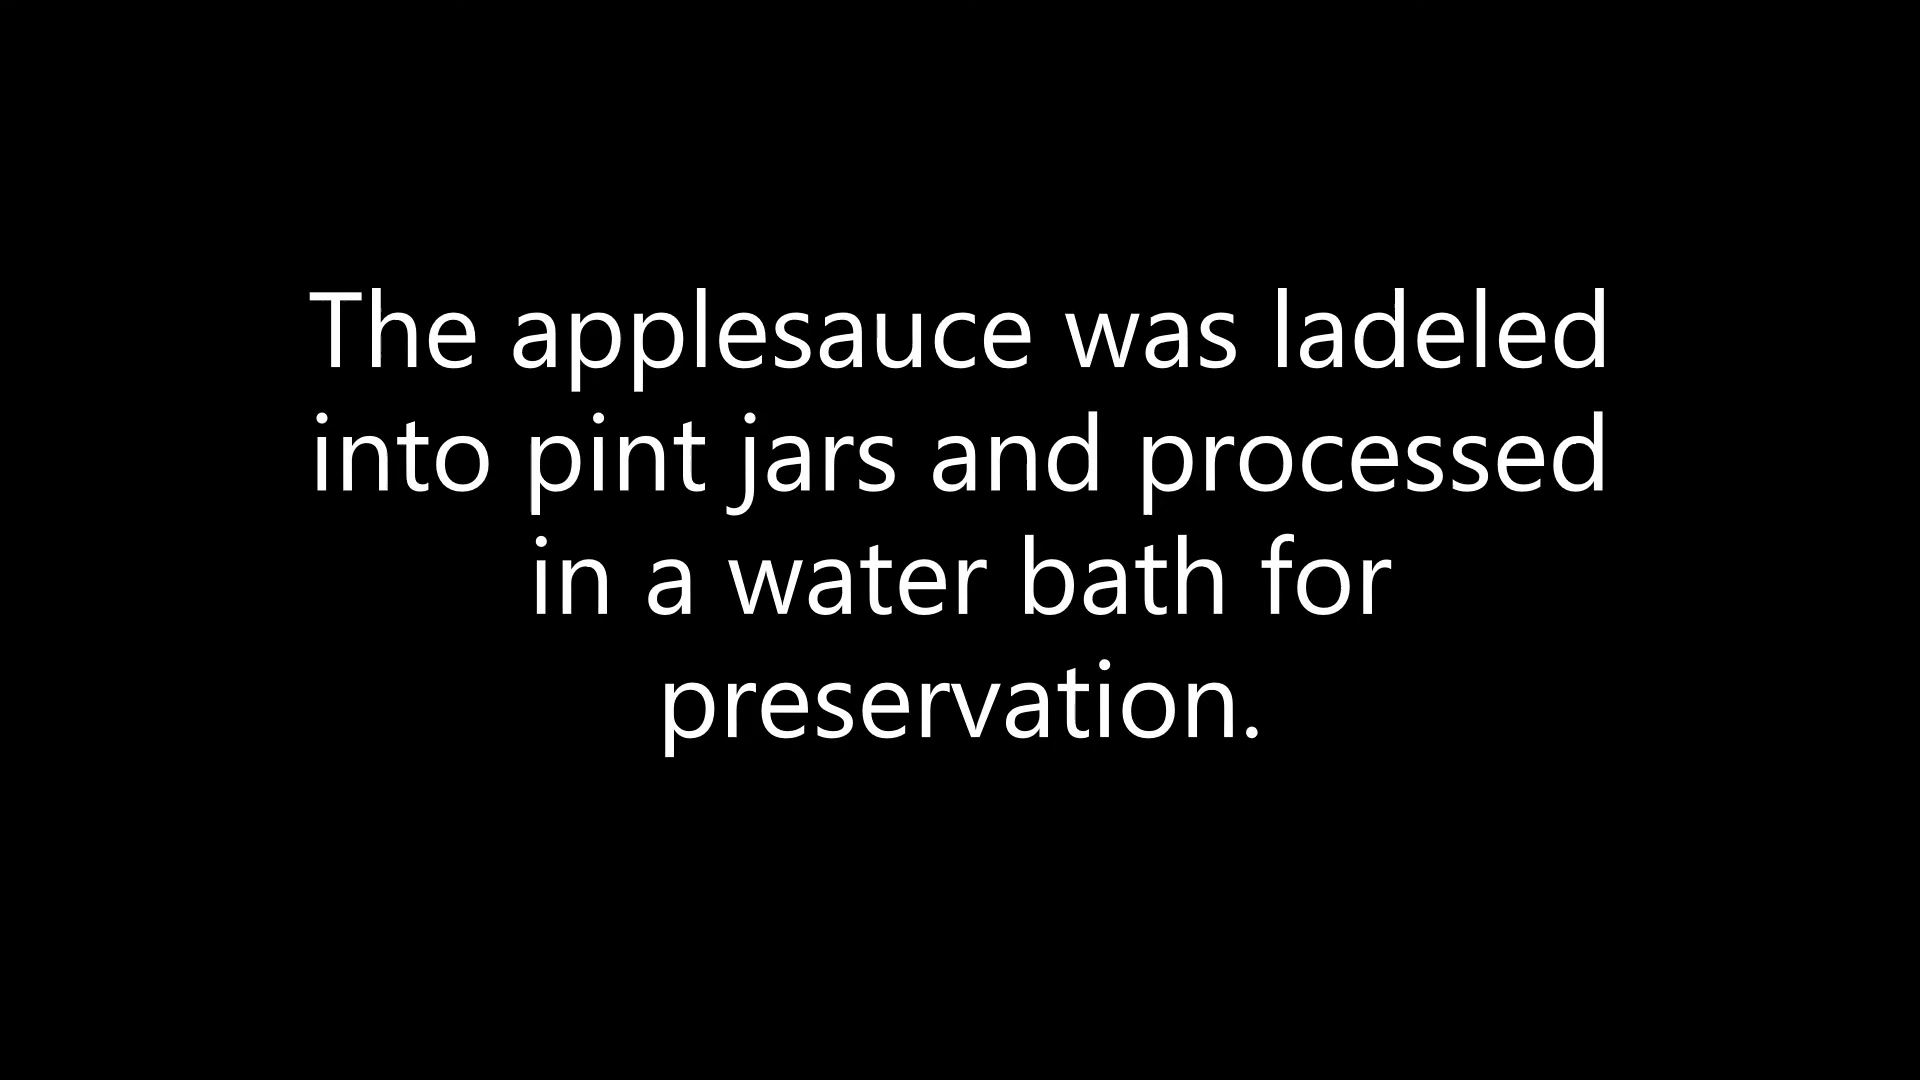 The applesauce was ladeled
into pint jars and processed
in a water bath for
preservation.